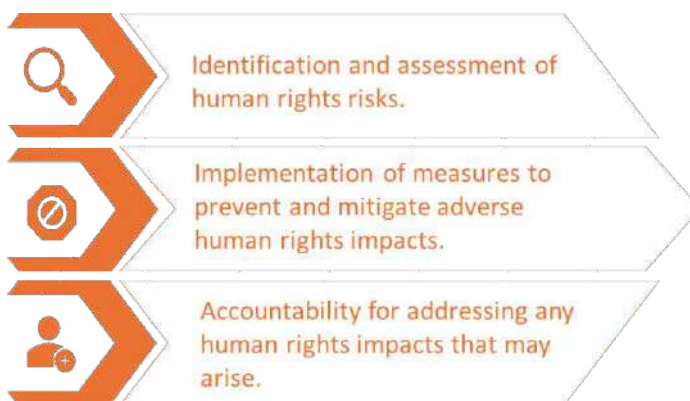 Identification and assessment of
human rights risks.
Implementation of measures to
prevent and mitigate adverse
human rights impacts.
Accountability for addressing any
human rights impacts that may
arise.